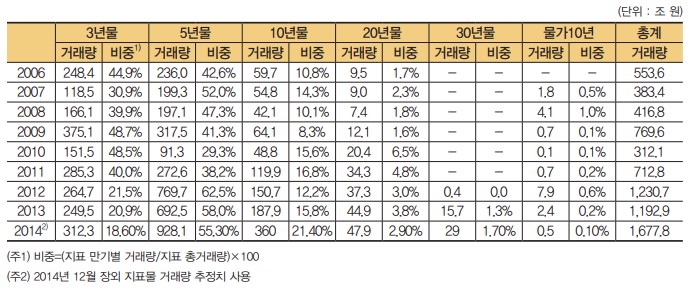 (단위 : 조 원)
3년물 5년물 10년물 20년물 30년물 물가10년 총계
거래량 비중1) 거래량 비중 거래량 비중 거래량 비중 거래량 비중 거래량 비중 거래량
2006 248.4 44.9% 236.0 42.6% 59.7 10.8% 9.5 1.7% – – – – 553.6
2007 118.5 30.9% 199.3 52.0% 54.8 14.3% 9.0 2.3% – – 1.8 0.5% 383.4
2008 166.1 39.9% 197.1 47.3% 42.1 10.1% 7.4 1.8% – – 4.1 1.0% 416.8
2009 375.1 48.7% 317.5 41.3% 64.1 8.3% 12.1 1.6% – – 0.7 0.1% 769.6
2010 151.5 48.5% 91.3 29.3% 48.8 15.6% 20.4 6.5% – – 0.1 0.1% 312.1
2011 285.3 40.0% 272.6 38.2% 119.9 16.8% 34.3 4.8% – – 0.7 0.2% 712.8
2012 264.7 21.5% 769.7 62.5% 150.7 12.2% 37.3 3.0% 0.4 0.0 7.9 0.6% 1,230.7
2013 249.5 20.9% 692.5 58.0% 187.9 15.8% 44.9 3.8% 15.7 1.3% 2.4 0.2% 1,192.9
20142) 312.3 18.60% 928.1 55.30% 360 21.40% 47.9 2.90% 29 1.70% 0.5 0.10% 1,677.8
(주1) 비중=(지표 만기별 거래량/지표 총거래량)×100
(주2) 2014년 12월 장외 지표물 거래량 추정치 사용